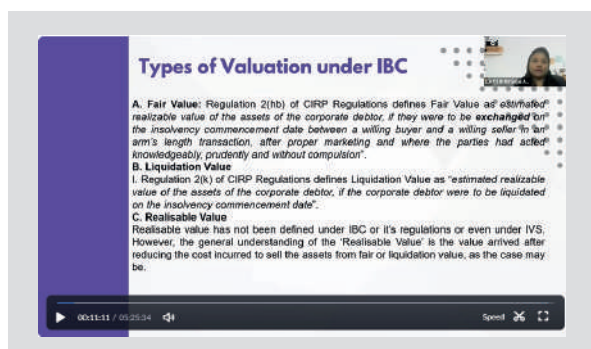 Types of Valuation under IBC
A. Fair Value: Regulation 2(hb) of CIRP Regulations defines Fair Value as "estimated
realizable value of the assets of the corporate debtor, if they were to be exchanged on
the insolvency commencement date between a willing buyer and a willing seller in an
arm's length transaction, after proper marketing and where the parties had acted
knowledgeably, prudently and without compulsion".
B. Liquidation Value
I. Regulation 2(k) of CIRP Regulations defines Liquidation Value as "estimated realizable
value of the assets of the corporate debtor, if the corporate debtor were to be liquidated
on the insolvency commencement date".
C. Realisable Value
Realisable value has not been defined under IBC or it's regulations or even under IVS.
However, the general understanding of the 'Realisable Value' is the value arrived after
reducing the cost incurred to sell the assets from fair or liquidation value, as the case may
be.
00:11:11 / 05:25:34
Speed